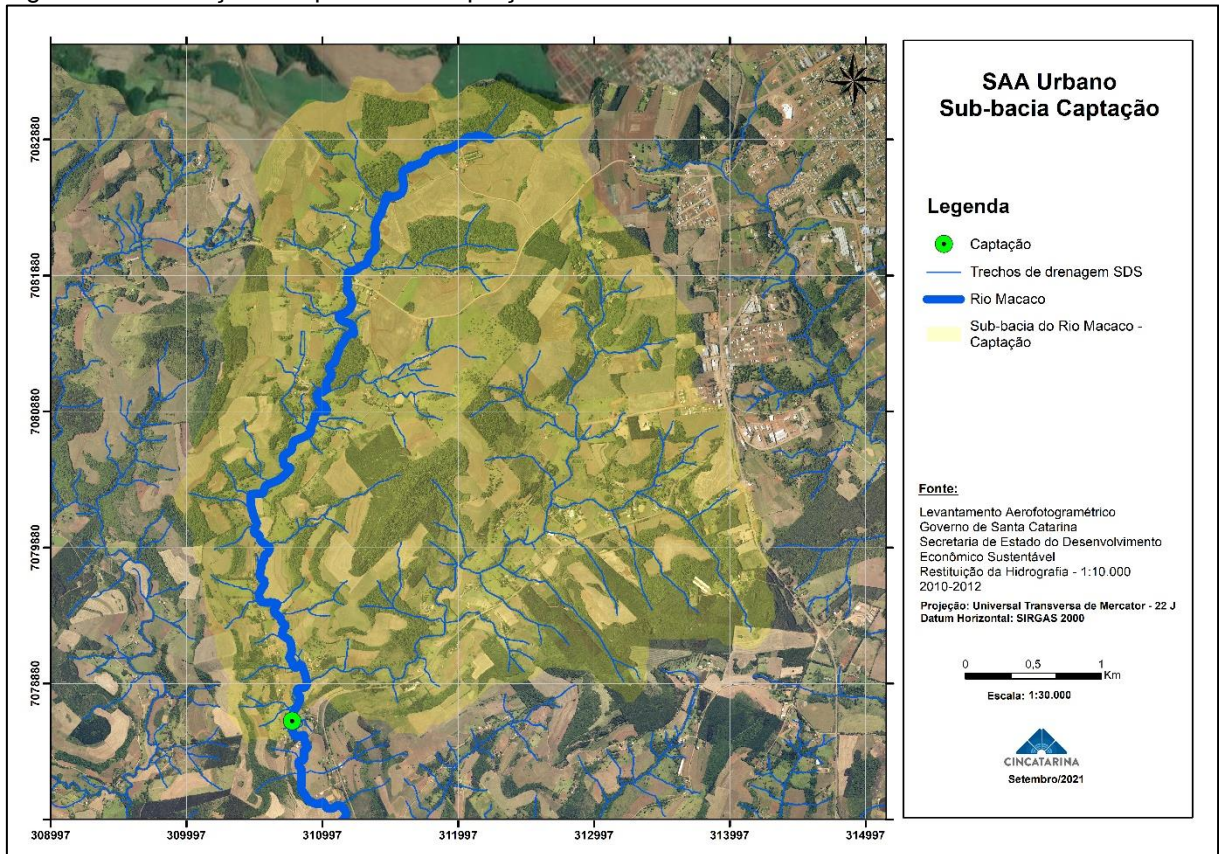 SAA Urbano
Sub-bacia Captação
Legenda
Captação
Trechos de drenagem SDS
Rio Macaco
Sub-bacia do Rio Macaco -
Captação
Fonte:
Levantamento Aerofotogramétrico
Governo de Santa Catarina
Secretaria de Estado do Desenvolvimento
Econômico Sustentável
Restituição da Hidrografia - 1:10.000
2010-2012
Projeção: Universal Transversa de Mercator - 22 J
Datum Horizontal: SIRGAS 2000
0 0,5 1
Km
Escala: 1:30.000
CINCATARINA
Setembro/2021
7082880
7081880
7080880
7079880
7078880
308997 309997 310997 311997 312997 313997 314997